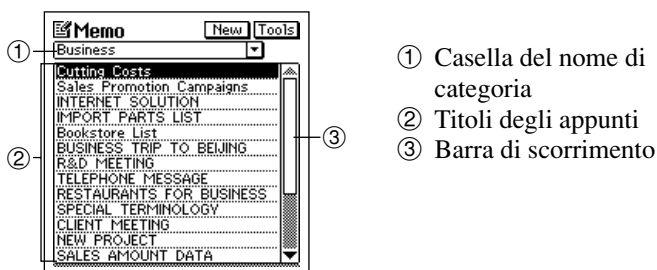 Memo New Tools
Business
Cutting Costs
Sales Promotion Campaigns
INTERNET SOLUTION
IMPORT PARTS LIST
Bookstore List
BUSINESS TRIP TO BEIJING
R&D MEETING
TELEPHONE MESSAGE
RESTAURANTS FOR BUSINESS
SPECIAL TERMINOLOGY
CLIENT MEETING
NEW PROJECT
SALES AMOUNT DATA
①
②
③
① Casella del nome di
categoria
② Titoli degli appunti
③ Barra di scorrimento